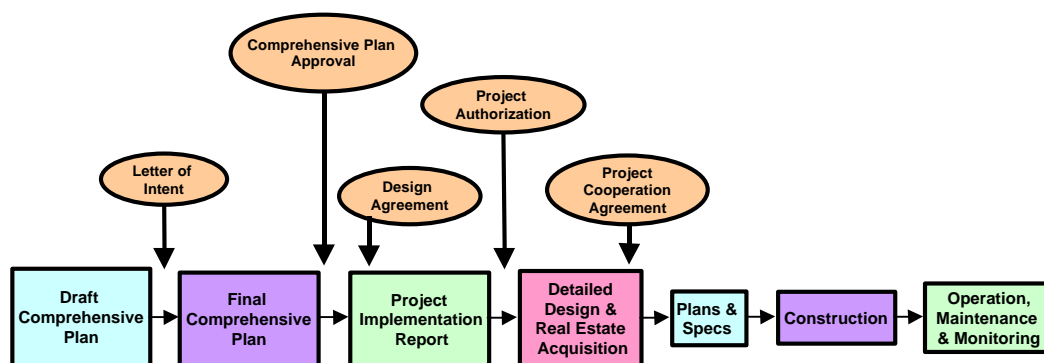 Comprehensive Plan
Approval
Project
Authorization
Letter of
Intent
Design
Agreement
Project
Cooperation
Agreement
Draft
Comprehensive
Plan
Final
Comprehensive
Plan
Project
Implementation
Report
Detailed
Design &
Real Estate
Acquisition
Plans &
Specs
Construction
Operation,
Maintenance
& Monitoring